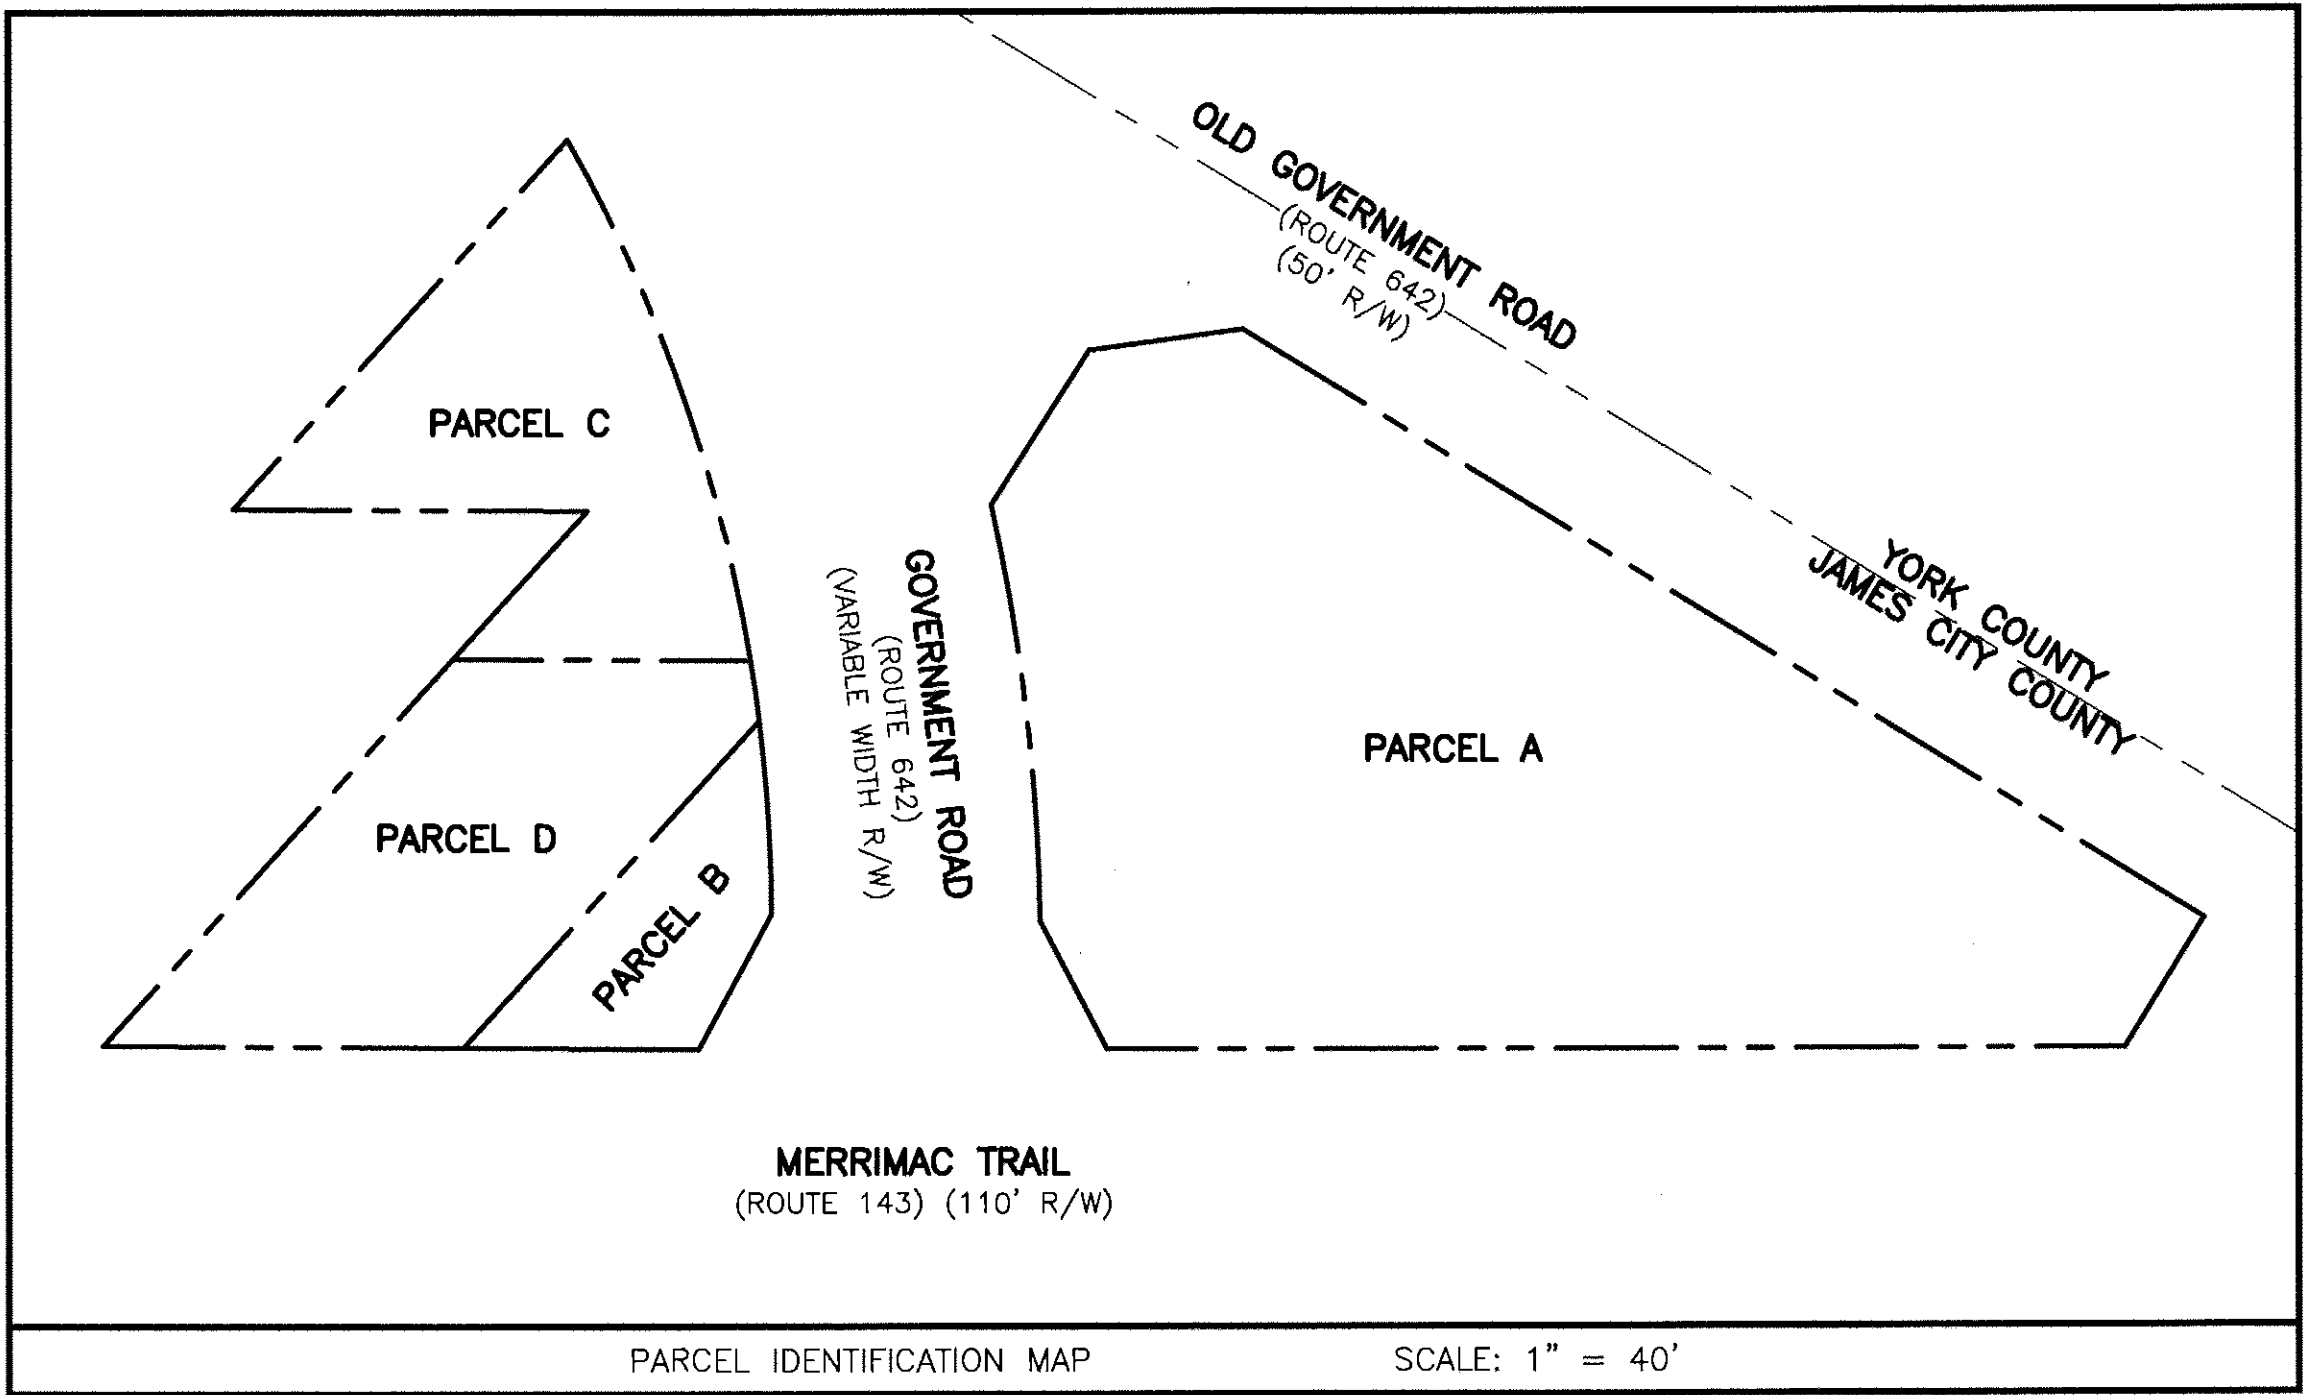 OLD GOVERNMENT ROAD
(ROUTE 642)
(50' R/W)
PARCEL C
GOVERNMENT ROAD
(ROUTE 642)
(VARIABLE WIDTH R/W)
YORK COUNTY
JAMES CITY COUNTY
PARCEL A
PARCEL D
PARCEL B
MERRIMAC TRAIL
(ROUTE 143) (110' R/W)
PARCEL IDENTIFICATION MAP
SCALE: 1" = 40'